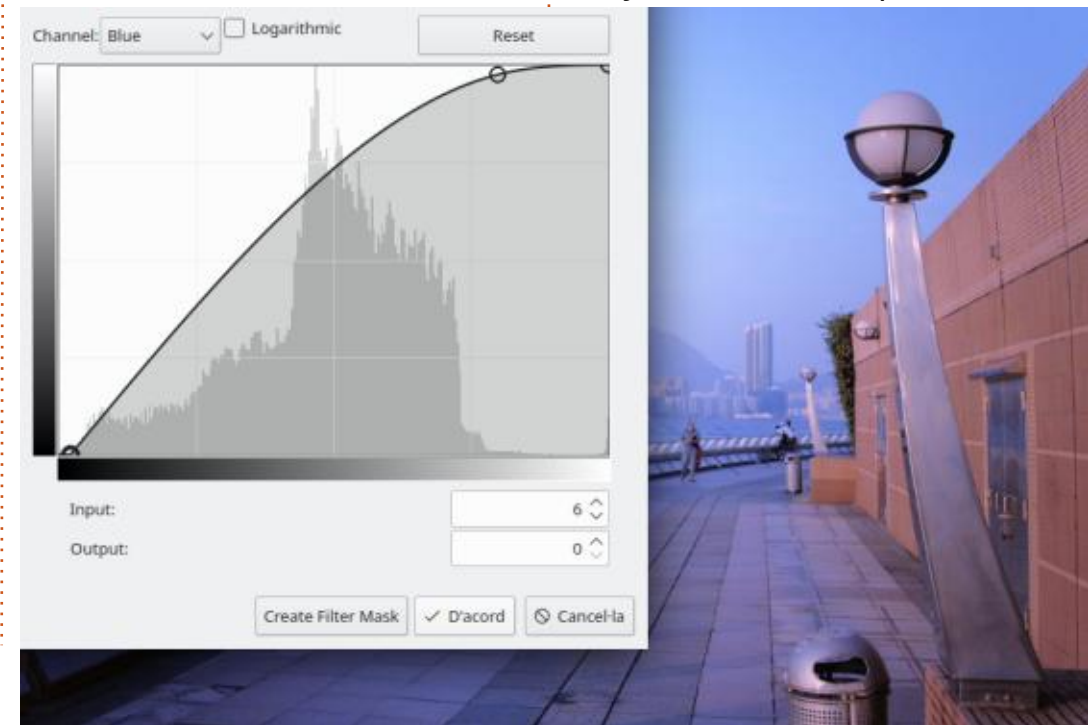 Channel: Blue Logarithmic Reset
Input: 6
Output: 0
Create Filter Mask D'acord Cancel·la